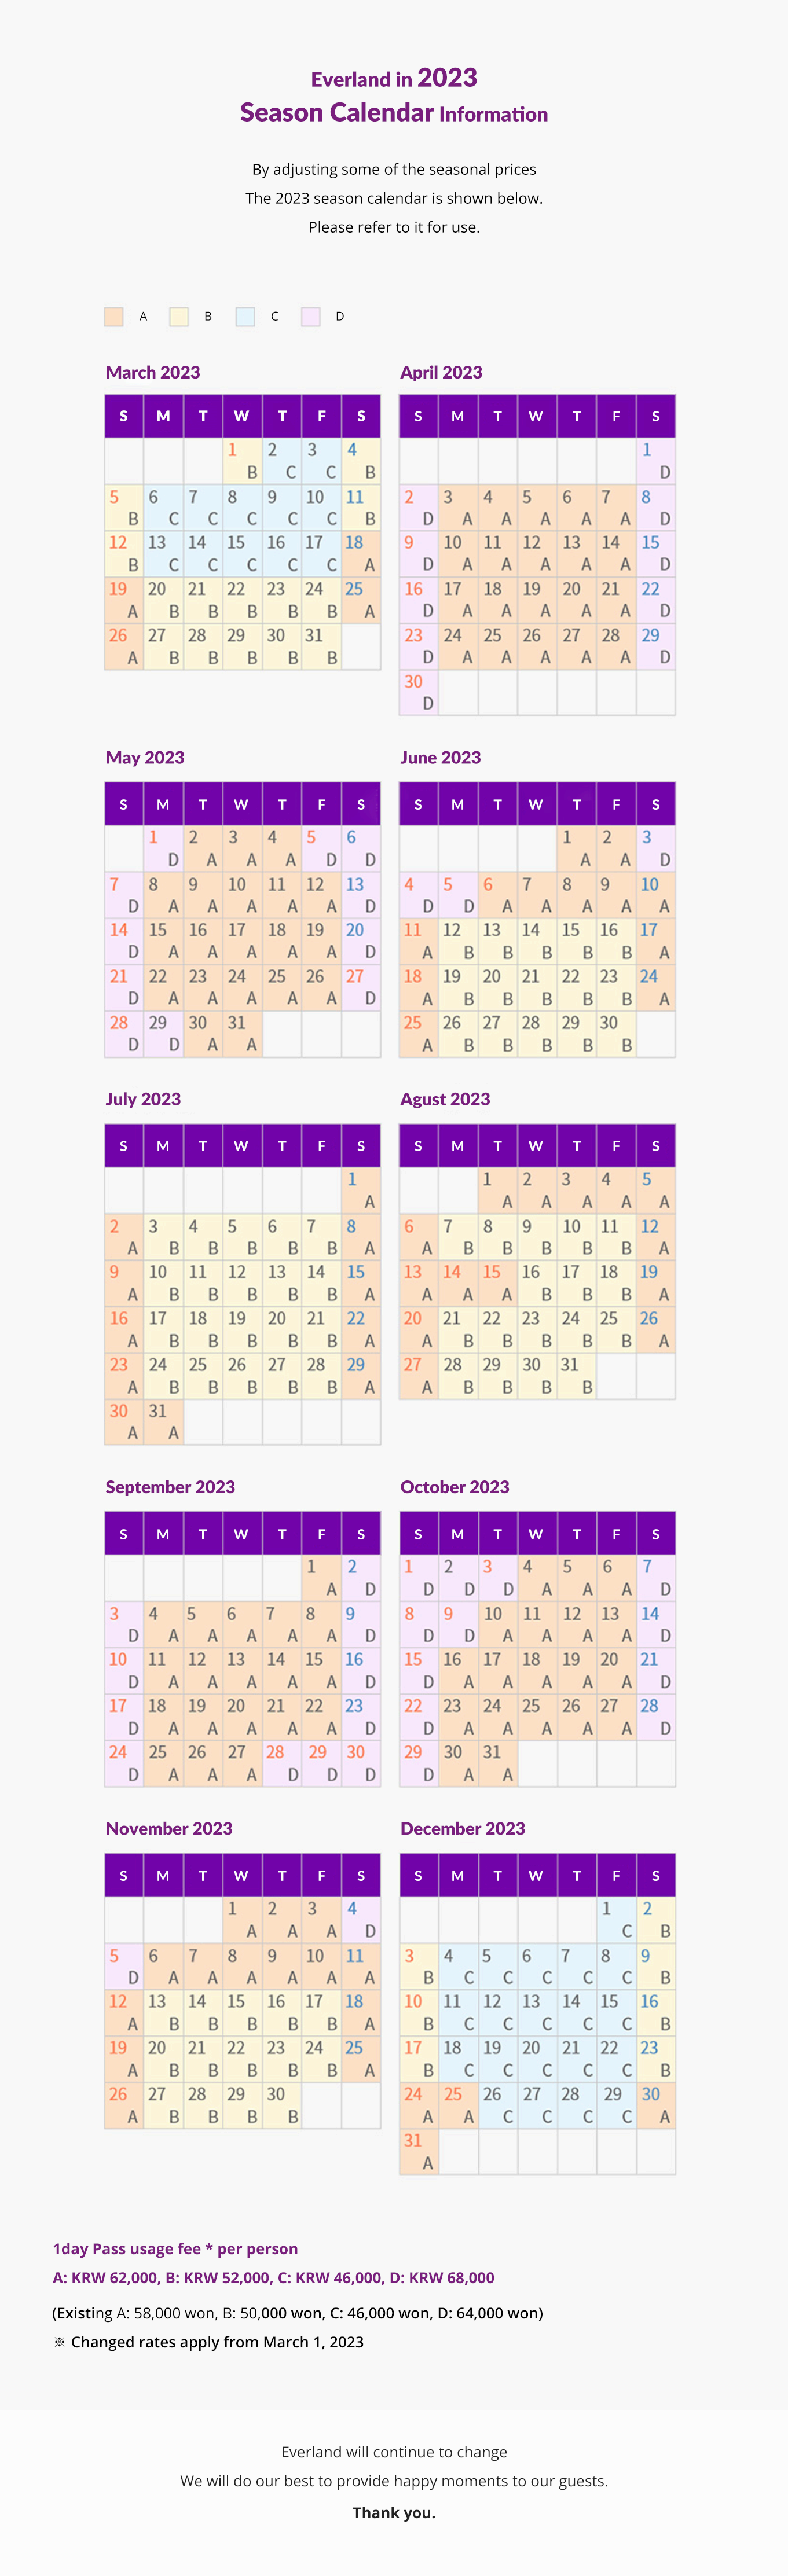 Everland in 2023
Season Calendar Information
By adjusting some of the seasonal prices
The 2023 season calendar is shown below.
Please refer to it for use.
A B C D
March 2023
S M T W T F S
1 2 3 4
B C C B
5 6 7 8 9 10 11
B C C C C C B
12 13 14 15 16 17 18
B C C C C C A
19 20 21 22 23 24 25
A B B B B B A
26 27 28 29 30 31
A B B B B B
April 2023
S M T W T F S
1
D
2 3 4 5 6 7 8
D A A A A A D
9 10 11 12 13 14 15
D A A A A A D
16 17 18 19 20 21 22
D A A A A A D
23 24 25 26 27 28 29
D A A A A A D
30
D
May 2023
S M T W T F S
1 2 3 4 5 6
D A A A D D
7 8 9 10 11 12 13
D A A A A A D
14 15 16 17 18 19 20
D A A A A A D
21 22 23 24 25 26 27
D A A A A A D
28 29 30 31
D D A A
June 2023
S M T W T F S
1 2 3
A A D
4 5 6 7 8 9 10
D D A A A A A
11 12 13 14 15 16 17
A B B B B B A
18 19 20 21 22 23 24
A B B B B B A
25 26 27 28 29 30
A B B B B B
July 2023
S M T W T F S
1
A
2 3 4 5 6 7 8
A B B B B B A
9 10 11 12 13 14 15
A B B B B B A
16 17 18 19 20 21 22
A B B B B B A
23 24 25 26 27 28 29
A B B B B B A
30 31
A A
Agust 2023
S M T W T F S
1 2 3 4 5
A A A A A
6 7 8 9 10 11 12
A B B B B B A
13 14 15 16 17 18 19
A A A B B B A
20 21 22 23 24 25 26
A B B B B B A
27 28 29 30 31
A B B B B
September 2023
S M T W T F S
1 2
A D
3 4 5 6 7 8 9
D A A A A A D
10 11 12 13 14 15 16
D A A A A A D
17 18 19 20 21 22 23
D A A A A A D
24 25 26 27 28 29 30
D A A A D D D
October 2023
S M T W T F S
1 2 3 4 5 6 7
D D D A A A D
8 9 10 11 12 13 14
D D A A A A D
15 16 17 18 19 20 21
D A A A A A D
22 23 24 25 26 27 28
D A A A A A D
29 30 31
D A A
November 2023
S M T W T F S
1 2 3 4
A A A D
5 6 7 8 9 10 11
D A A A A A A
12 13 14 15 16 17 18
A B B B B B A
19 20 21 22 23 24 25
A B B B B B A
26 27 28 29 30
A B B B B
December 2023
S M T W T F S
1 2
C B
3 4 5 6 7 8 9
B C C C C C B
10 11 12 13 14 15 16
B C C C C C B
17 18 19 20 21 22 23
B C C C C C B
24 25 26 27 28 29 30
A A C C C C A
31
A
1day Pass usage fee * per person
A: KRW 62,000, B: KRW 52,000, C: KRW 46,000, D: KRW 68,000
(Existing A: 58,000 won, B: 50,000 won, C: 46,000 won, D: 64,000 won)
※ Changed rates apply from March 1, 2023
Everland will continue to change
We will do our best to provide happy moments to our guests.
Thank you.